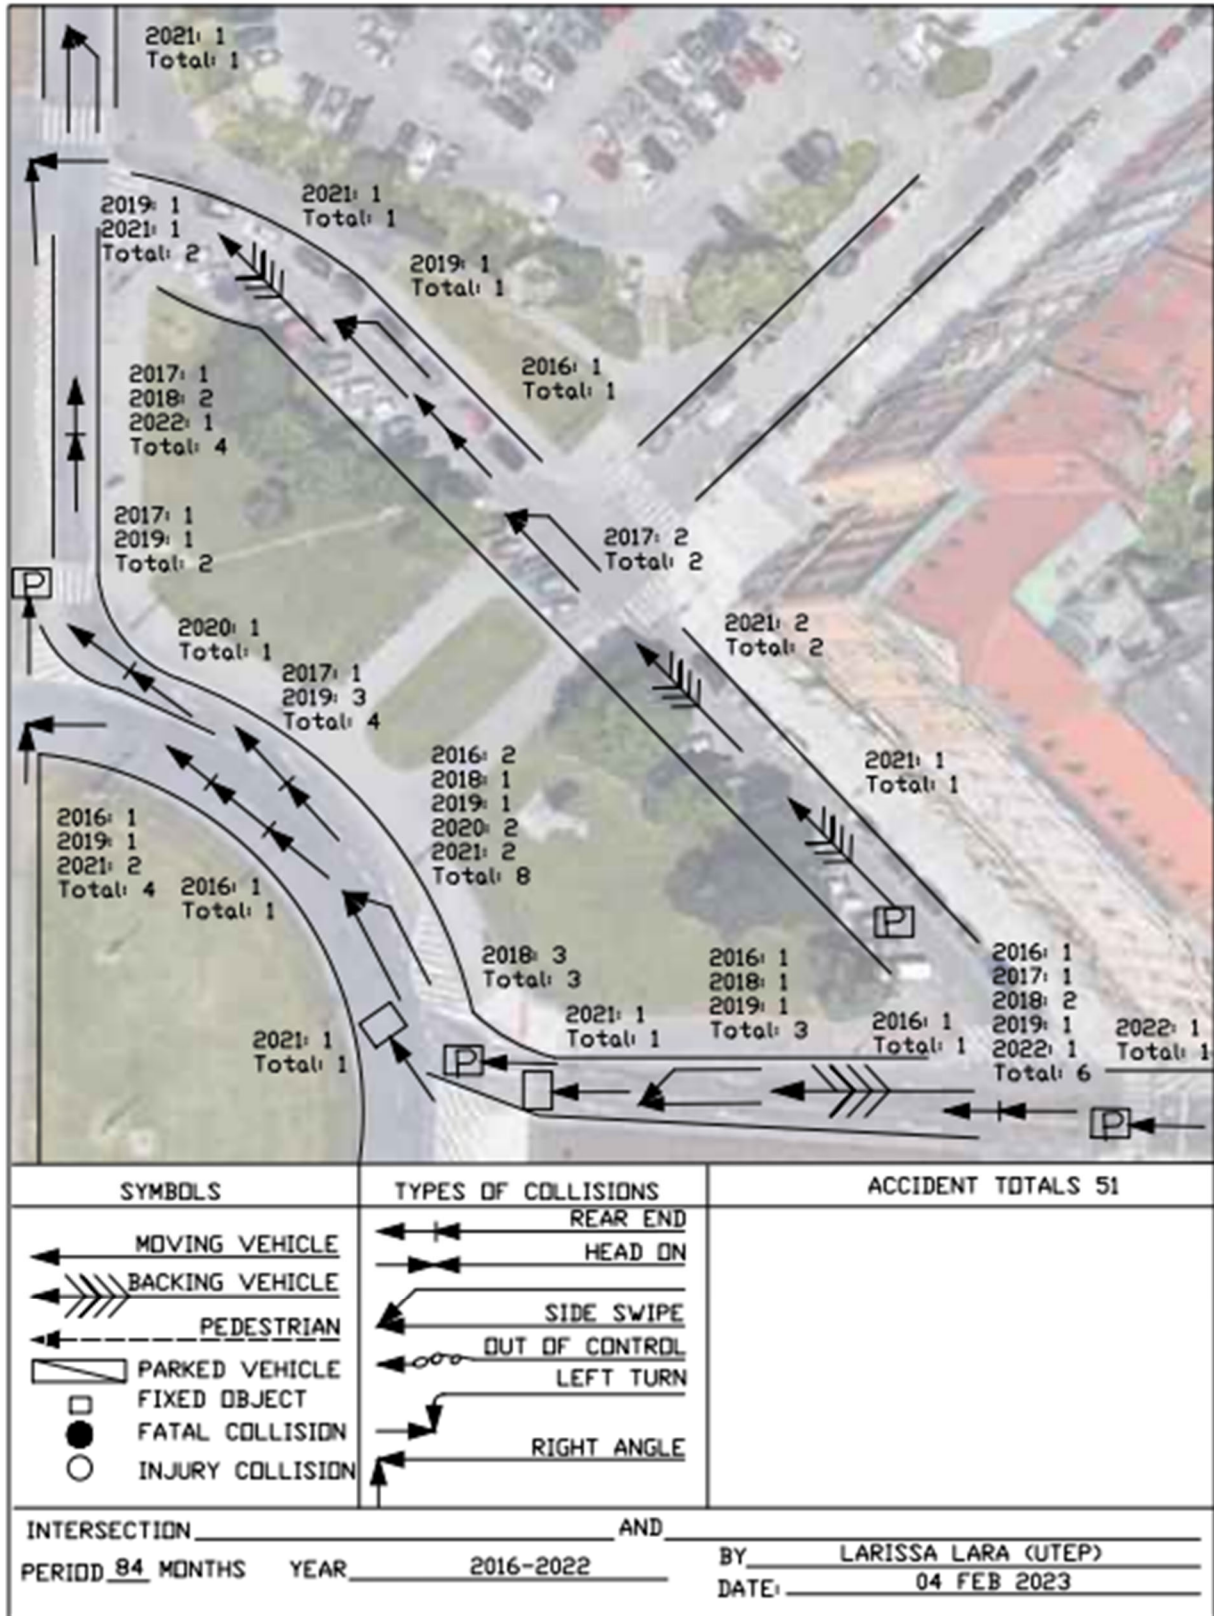 2021: 1
Total: 1
2019: 1
2021: 1
Total: 2
2021: 1
Total: 1
2019: 1
Total: 1
2016: 1
Total: 1
2017: 1
2018: 2
2022: 1
Total: 4
2017: 1
2019: 1
Total: 2
2017: 2
Total: 2
P
2020: 1
Total: 1
2021: 2
Total: 2
2017: 1
2019: 3
Total: 4
2016: 2
2018: 1
2019: 1
2020: 2
2021: 2
Total: 8
2021: 1
Total: 1
2016: 1
2019: 1
2021: 2
Total: 4
2016: 1
Total: 1
P
2018: 3
Total: 3
2016: 1
2018: 1
2019: 1
Total: 3
2016: 1
2017: 1
2018: 2
2019: 1
2022: 1
Total: 6
2021: 1
Total: 1
2021: 1
Total: 1
2016: 1
Total: 1
2022: 1
Total: 1
P
P
SYMBOLS
MOVING VEHICLE
BACKING VEHICLE
PEDESTRIAN
PARKED VEHICLE
FIXED OBJECT
FATAL COLLISION
INJURY COLLISION
TYPES OF COLLISIONS
REAR END
HEAD ON
SIDE SWIPE
OUT OF CONTROL
LEFT TURN
RIGHT ANGLE
ACCIDENT TOTALS 51
INTERSECTION AND
PERIOD 84 MONTHS YEAR 2016-2022
BY LARISSA LARA (UTEP)
DATE: 04 FEB 2023